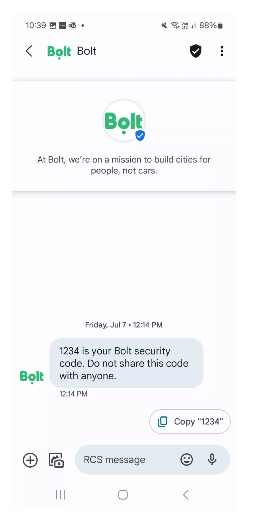 10:39
88%
Bolt Bolt
Bolt
At Bolt, we're on a mission to build cities for
people, not cars.
Friday, Jul 7 • 12:14 PM
1234 is your Bolt security
code. Do not share this code
with anyone.
Bolt
12:14 PM
Copy "1234"
RCS message